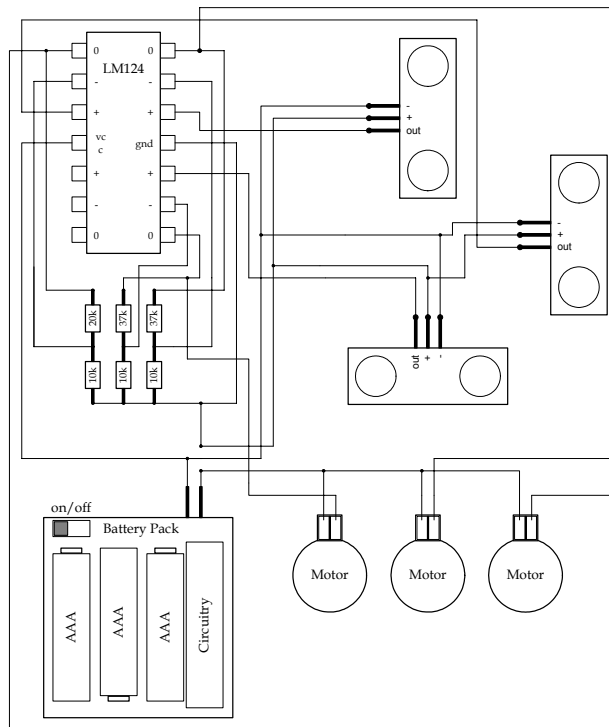 0 0
LM124
- -
+ +
vc
c
gnd
+ +
- -
0 0
-
+
out
-
+
out
out
+
-
20k
37k
37k
10k
10k
10k
on/off
Battery Pack
AAA
AAA
AAA
Circuitry
Motor
Motor
Motor